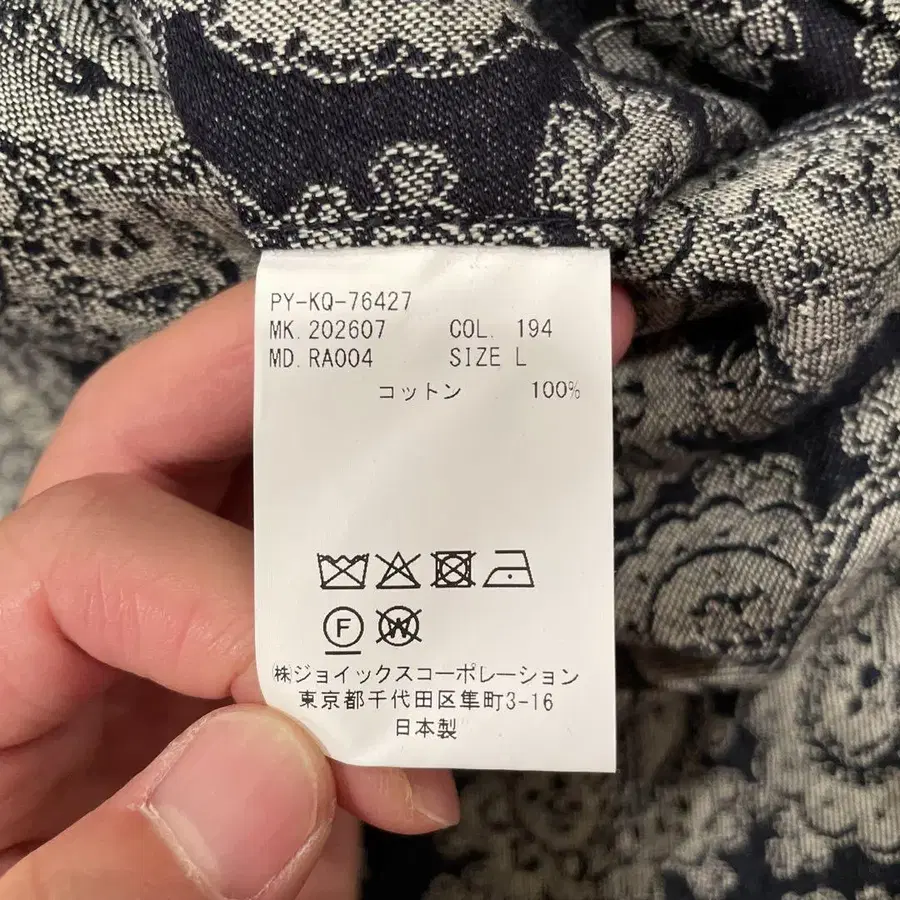 PY-KQ-76427
MK.202607 COL. 194
MD.RA004 SIZE L
コットン 100%
F
W
㈱ジョイックスコーポレーション
東京都千代田区隼町3-16
日本製